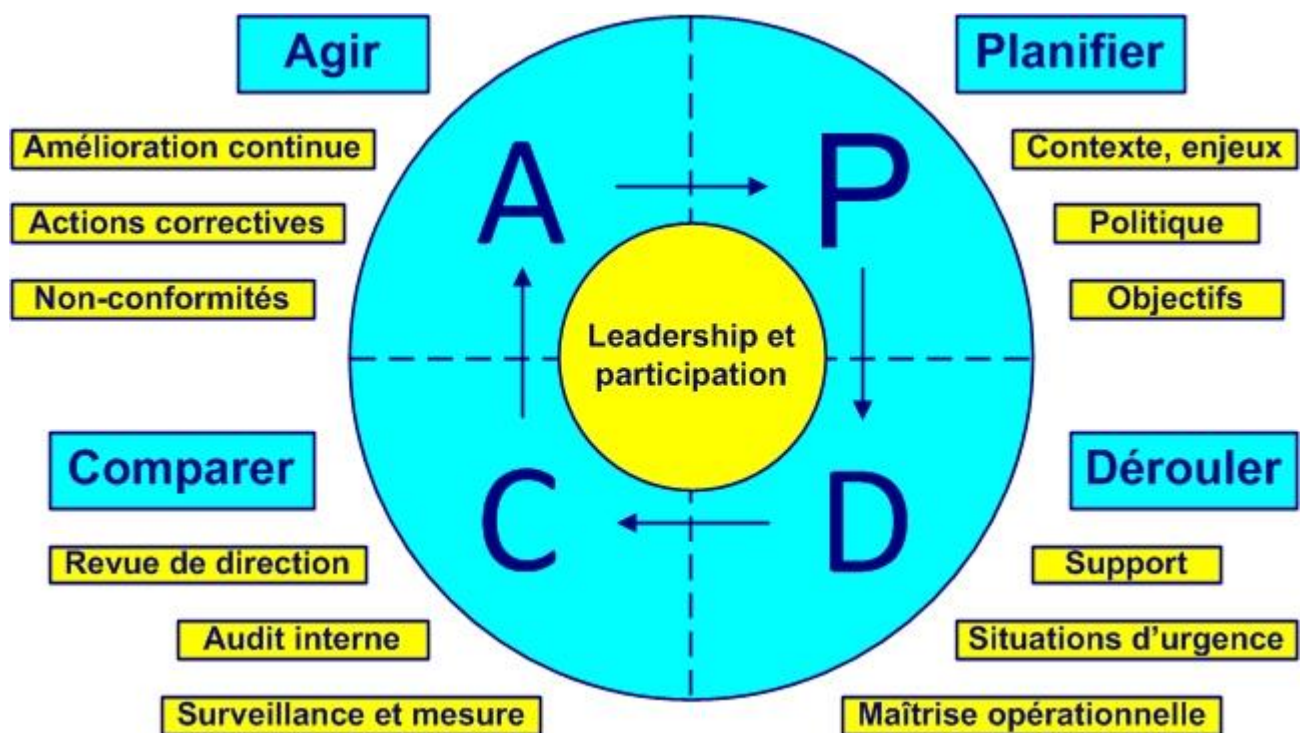 Agir
Planifier
Amélioration continue
Actions correctives
Non-conformités
Contexte, enjeux
Politique
Objectifs
A
P
Leadership et
participation
C
D
Comparer
Revue de direction
Audit interne
Surveillance et mesure
Dérouler
Support
Situations d’urgence
Maîtrise opérationnelle